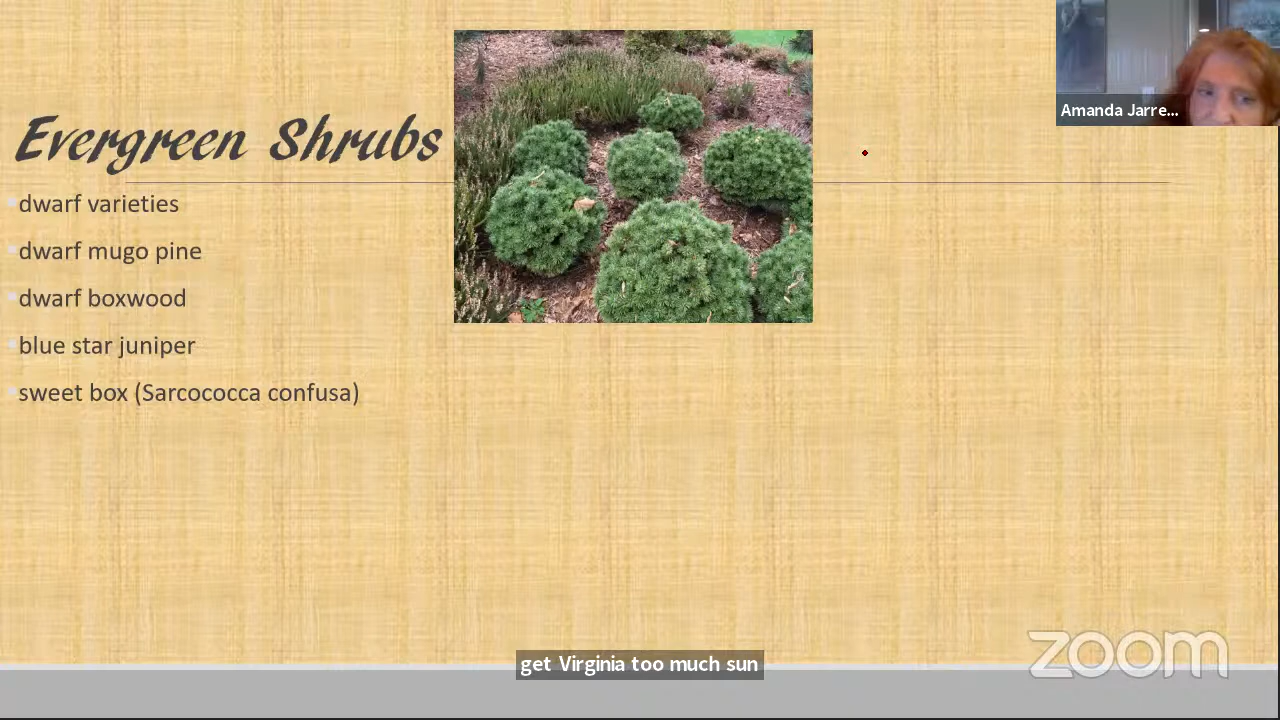 Amanda Jarre...
Evergreen Shrubs
dwarf varieties
dwarf mugo pine
dwarf boxwood
blue star juniper
sweet box (Sarcococca confusa)
get Virginia too much sun
zoom